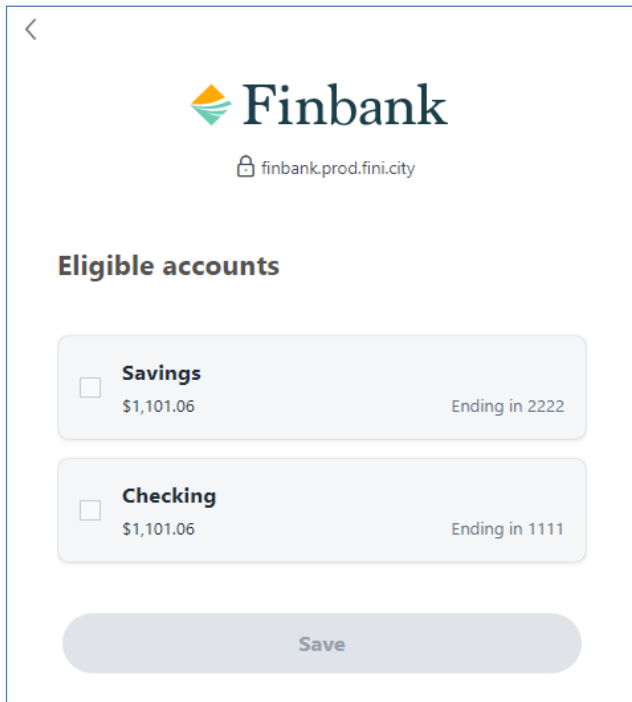 Finbank
finbank.prod.fini.city
Eligible accounts
Savings
$1,101.06 Ending in 2222
Checking
$1,101.06 Ending in 1111
Save